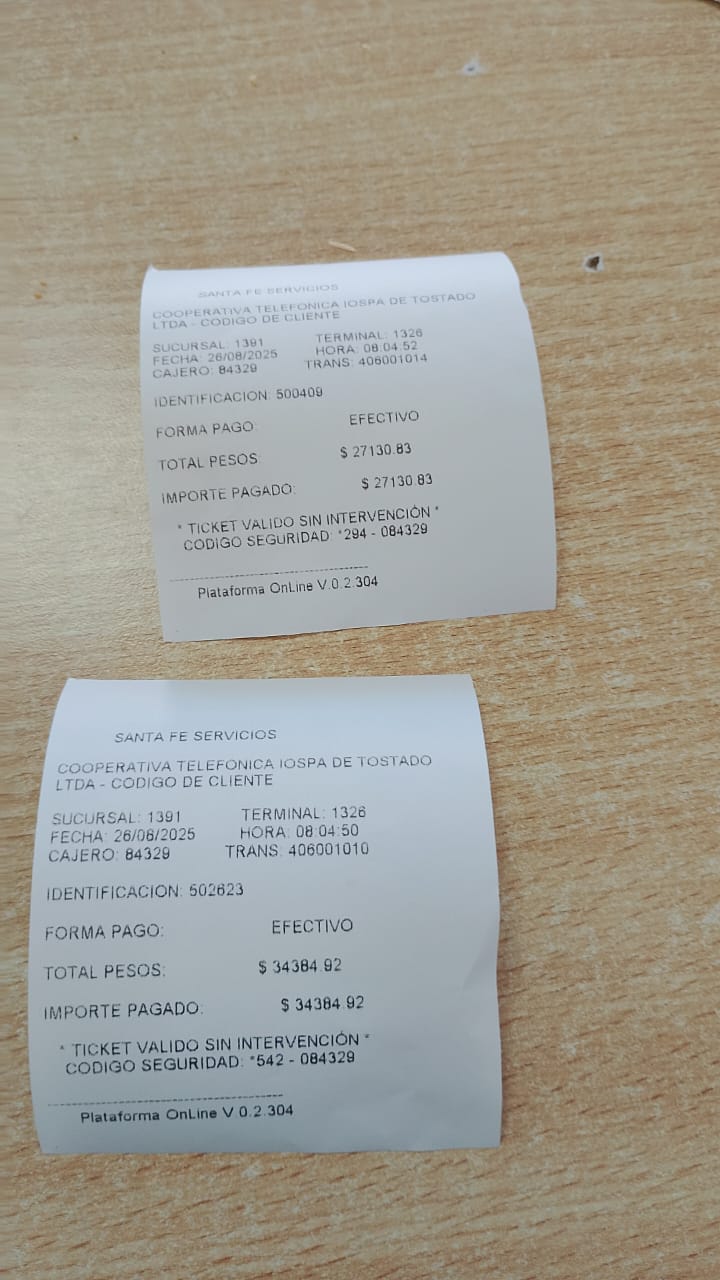 SANTA FE SERVICIOS
COOPERATIVA TELEFONICA IOSPA DE TOSTADO
LTDA - CODIGO DE CLIENTE
SUCURSAL: 1391 TERMINAL: 1326
FECHA: 26/08/2025 HORA: 08:04:52
CAJERO: 84329 TRANS: 406001014
IDENTIFICACION: 500409
FORMA PAGO: EFECTIVO
TOTAL PESOS: $ 27130.83
IMPORTE PAGADO: $ 27130.83
* TICKET VALIDO SIN INTERVENCIÓN *
CODIGO SEGURIDAD: *294 - 084329
Plataforma OnLine V.0.2.304
SANTA FE SERVICIOS
COOPERATIVA TELEFONICA IOSPA DE TOSTADO
LTDA - CODIGO DE CLIENTE
SUCURSAL: 1391 TERMINAL: 1326
FECHA: 26/08/2025 HORA: 08:04:50
CAJERO: 84329 TRANS: 406001010
IDENTIFICACION: 502623
FORMA PAGO: EFECTIVO
TOTAL PESOS: $ 34384.92
IMPORTE PAGADO: $ 34384.92
* TICKET VALIDO SIN INTERVENCIÓN *
CODIGO SEGURIDAD: *542 - 084329
Plataforma OnLine V.0.2.304